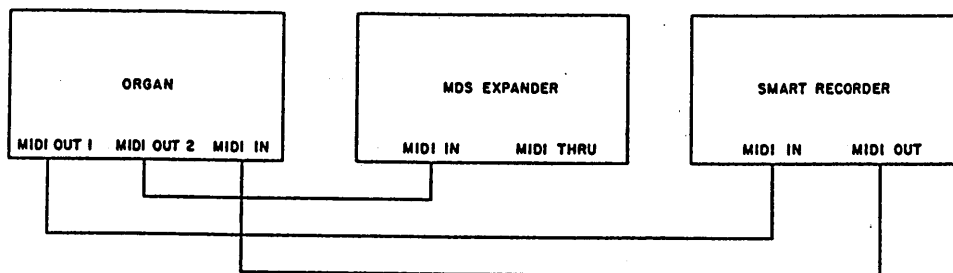 ORGAN
MIDI OUT 1 MIDI OUT 2 MIDI IN
MDS EXPANDER
MIDI IN MIDI THRU
SMART RECORDER
MIDI IN MIDI OUT